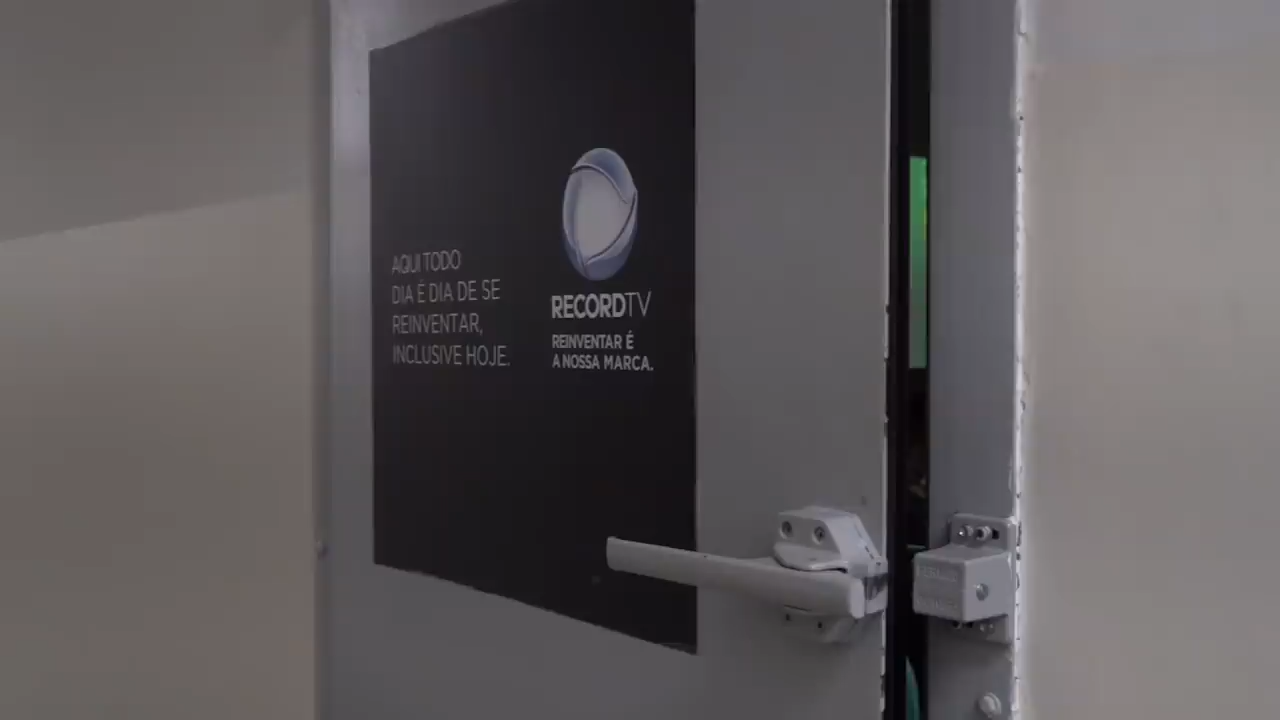 AQUI TODO
DIA É DIA DE SE
REINVENTAR,
INCLUSIVE HOJE.
RECORDTV
REINVENTAR É
A NOSSA MARCA.